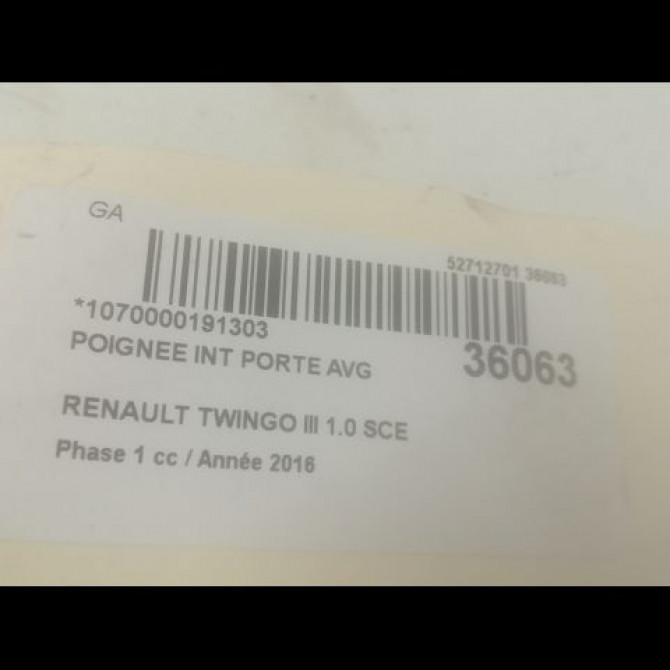 GA
52712701 36063
*1070000191303
36063
POIGNEE INT PORTE AVG
RENAULT TWINGO III 1.0 SCE
Phase 1 cc / Année 2016